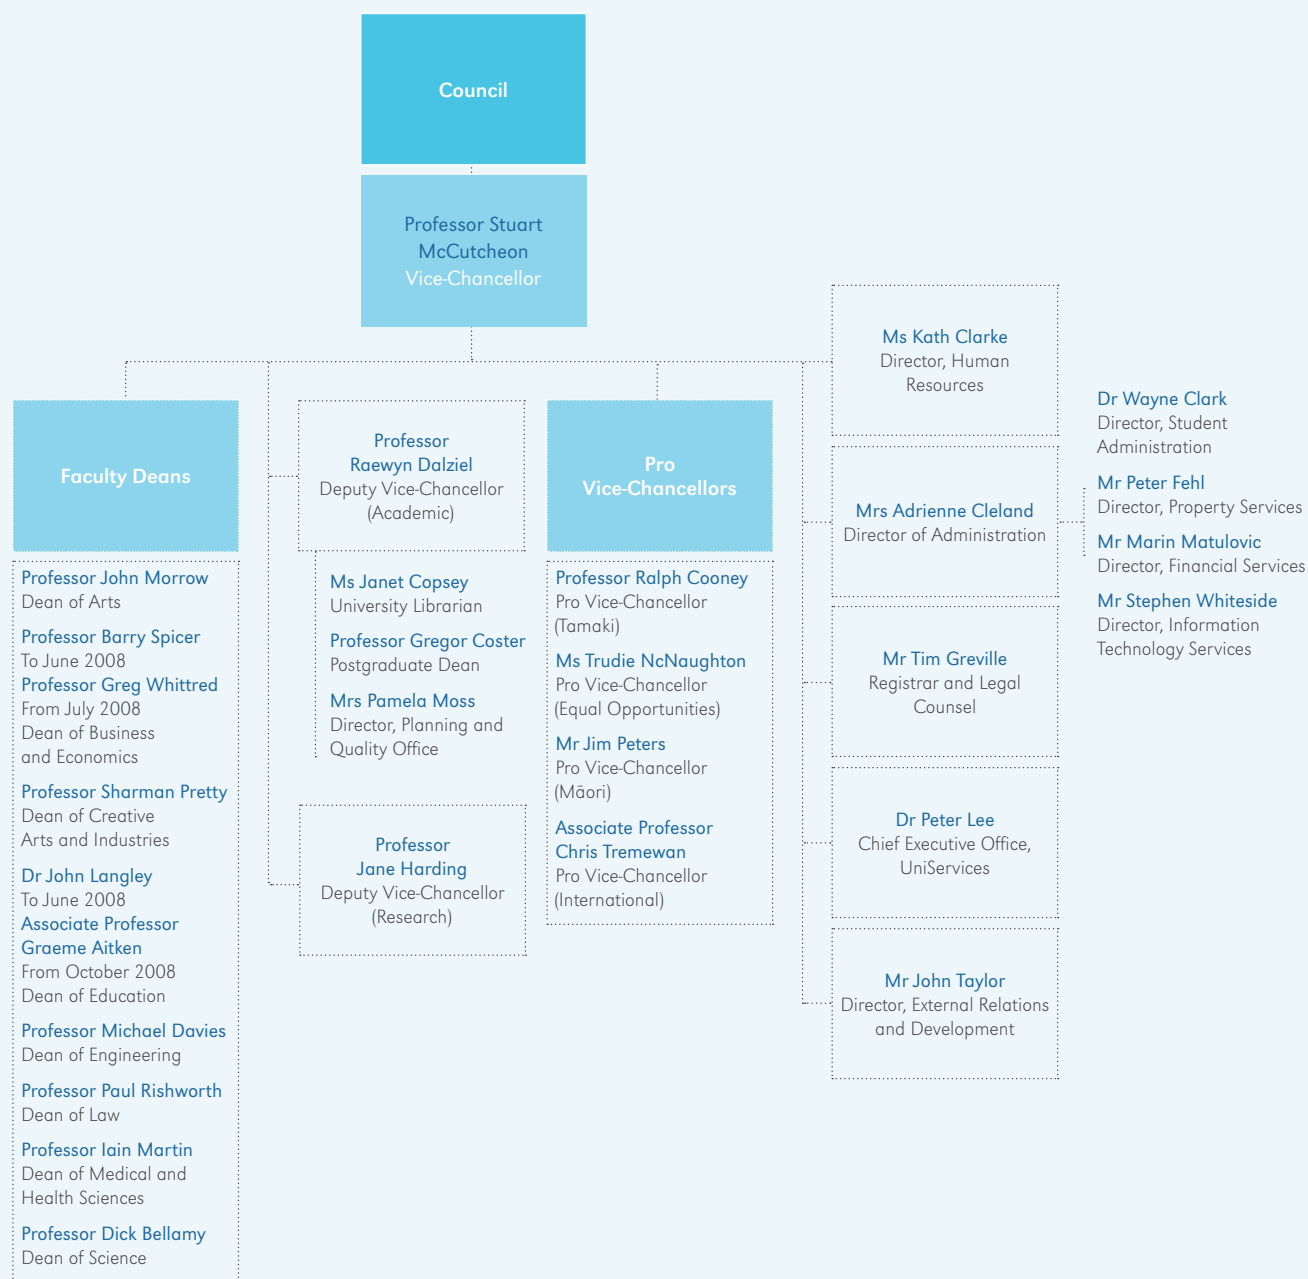 Council
Professor Stuart
McCutcheon
Vice-Chancellor
Faculty Deans
Professor John Morrow
Dean of Arts
Professor Barry Spicer
To June 2008
Professor Greg Whittred
From July 2008
Dean of Business
and Economics
Professor Sharman Pretty
Dean of Creative
Arts and Industries
Dr John Langley
To June 2008
Associate Professor
Graeme Aitken
From October 2008
Dean of Education
Professor Michael Davies
Dean of Engineering
Professor Paul Rishworth
Dean of Law
Professor Iain Martin
Dean of Medical and
Health Sciences
Professor Dick Bellamy
Dean of Science
Professor
Raewyn Dalziel
Deputy Vice-Chancellor
(Academic)
Ms Janet Copsey
University Librarian
Professor Gregor Coster
Postgraduate Dean
Mrs Pamela Moss
Director, Planning and
Quality Office
Professor
Jane Harding
Deputy Vice-Chancellor
(Research)
Pro
Vice-Chancellors
Professor Ralph Cooney
Pro Vice-Chancellor
(Tamaki)
Ms Trudie NcNaughton
Pro Vice-Chancellor
(Equal Opportunities)
Mr Jim Peters
Pro Vice-Chancellor
(Māori)
Associate Professor
Chris Tremewan
Pro Vice-Chancellor
(International)
Ms Kath Clarke
Director, Human
Resources
Mrs Adrienne Cleland
Director of Administration
Dr Wayne Clark
Director, Student
Administration
Mr Peter Fehl
Director, Property Services
Mr Marin Matulovic
Director, Financial Services
Mr Stephen Whiteside
Director, Information
Technology Services
Mr Tim Greville
Registrar and Legal
Counsel
Dr Peter Lee
Chief Executive Office,
UniServices
Mr John Taylor
Director, External Relations
and Development